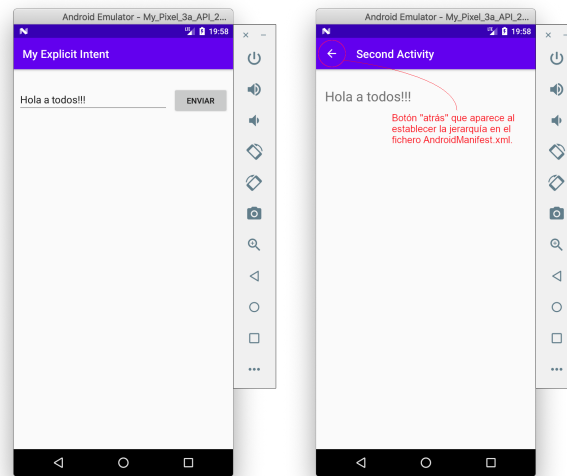 Android Emulator - My_Pixel_3a_API_2...
19:58
My Explicit Intent
Hola a todos!!!
ENVIAR
Android Emulator - My_Pixel_3a_API_2...
19:58
Second Activity
Hola a todos!!!
Botón "atrás" que aparece al
establecer la jerarquía en el
fichero AndroidManifest.xml.